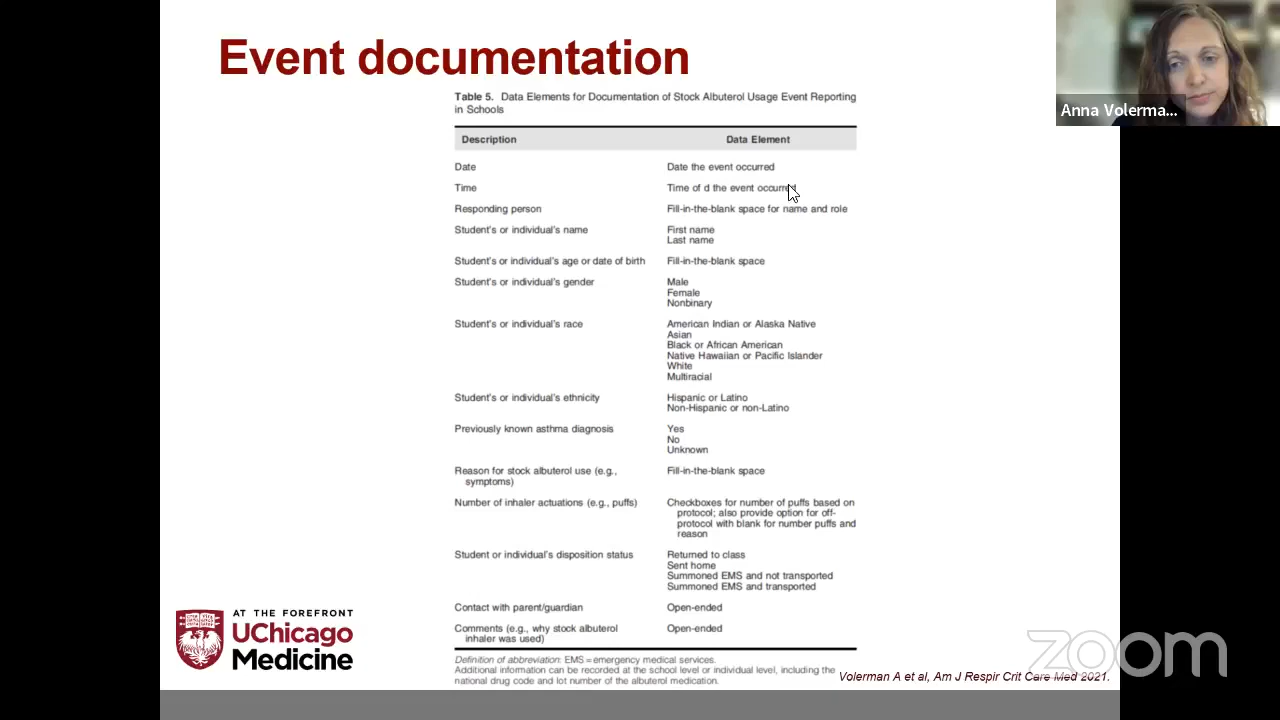 Event documentation
Anna Volerma...
Table 5. Data Elements for Documentation of Stock Albuterol Usage Event Reporting
in Schools
Description Data Element
Date Date the event occurred
Time Time of d the event occurred
Responding person Fill-in-the-blank space for name and role
Student's or individual's name First name
Last name
Student's or individual's age or date of birth Fill-in-the-blank space
Student's or individual's gender Male
Female
Nonbinary
Student's or individual's race American Indian or Alaska Native
Asian
Black or African American
Native Hawaiian or Pacific Islander
White
Multiracial
Student's or individual's ethnicity Hispanic or Latino
Non-Hispanic or non-Latino
Previously known asthma diagnosis Yes
No
Unknown
Reason for stock albuterol use (e.g., Fill-in-the-blank space
symptoms)
Number of inhaler actuations (e.g., puffs) Checkboxes for number of puffs based on
protocol; also provide option for off-
protocol with blank for number puffs and
reason
Student or individual's disposition status Returned to class
Sent home
Summoned EMS and not transported
Summoned EMS and transported
Contact with parent/guardian Open-ended
Comments (e.g., why stock albuterol Open-ended
inhaler was used)
Definition of abbreviation: EMS = emergency medical services.
Additional information can be recorded at the school level or individual level, including the
national drug code and lot number of the albuterol medication.
AT THE FOREFRONT
UChicago
Medicine
zoom
Volerman A et al, Am J Respir Crit Care Med 2021.